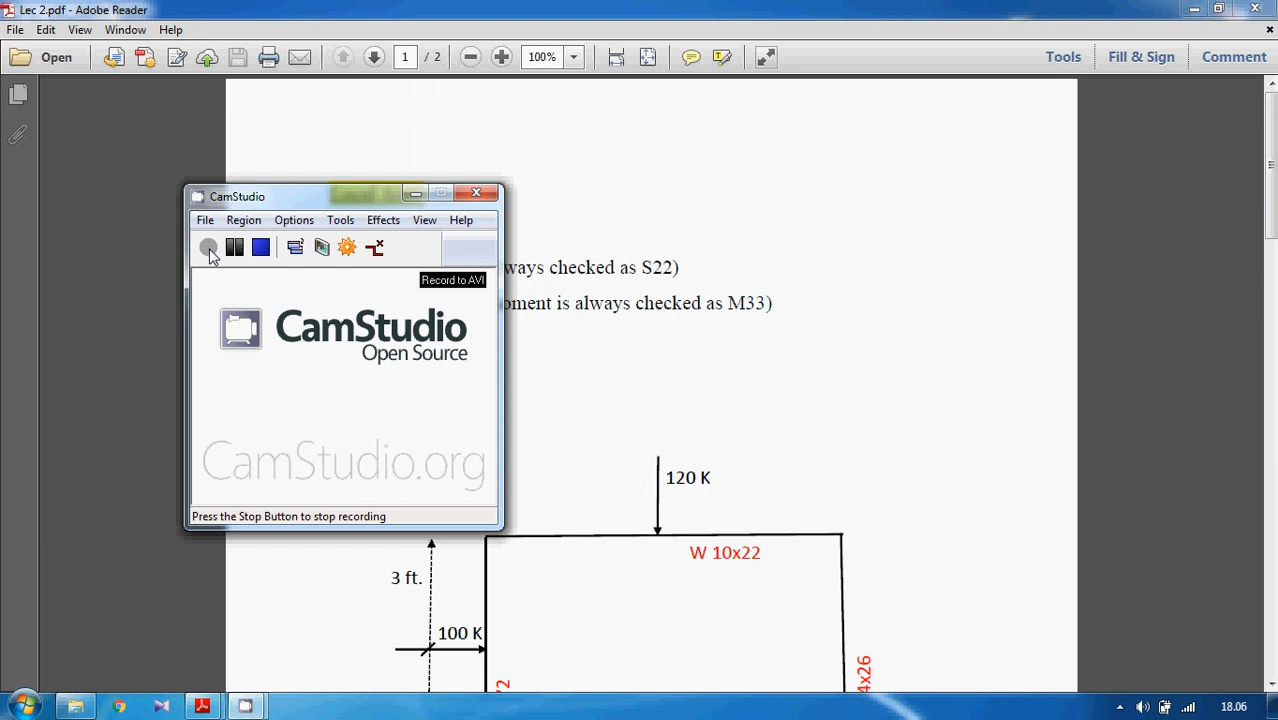 Lec 2.pdf - Adobe Reader
File Edit View Window Help
Open 1 / 2 100% Tools Fill & Sign Comment
CamStudio
File Region Options Tools Effects View Help
Record to AVI
CamStudio
Open Source
CamStudio.org
Press the Stop Button to stop recording
checked as S22)
is always checked as M33)
120 K
W 10x22
3 ft.
100 K
18.06